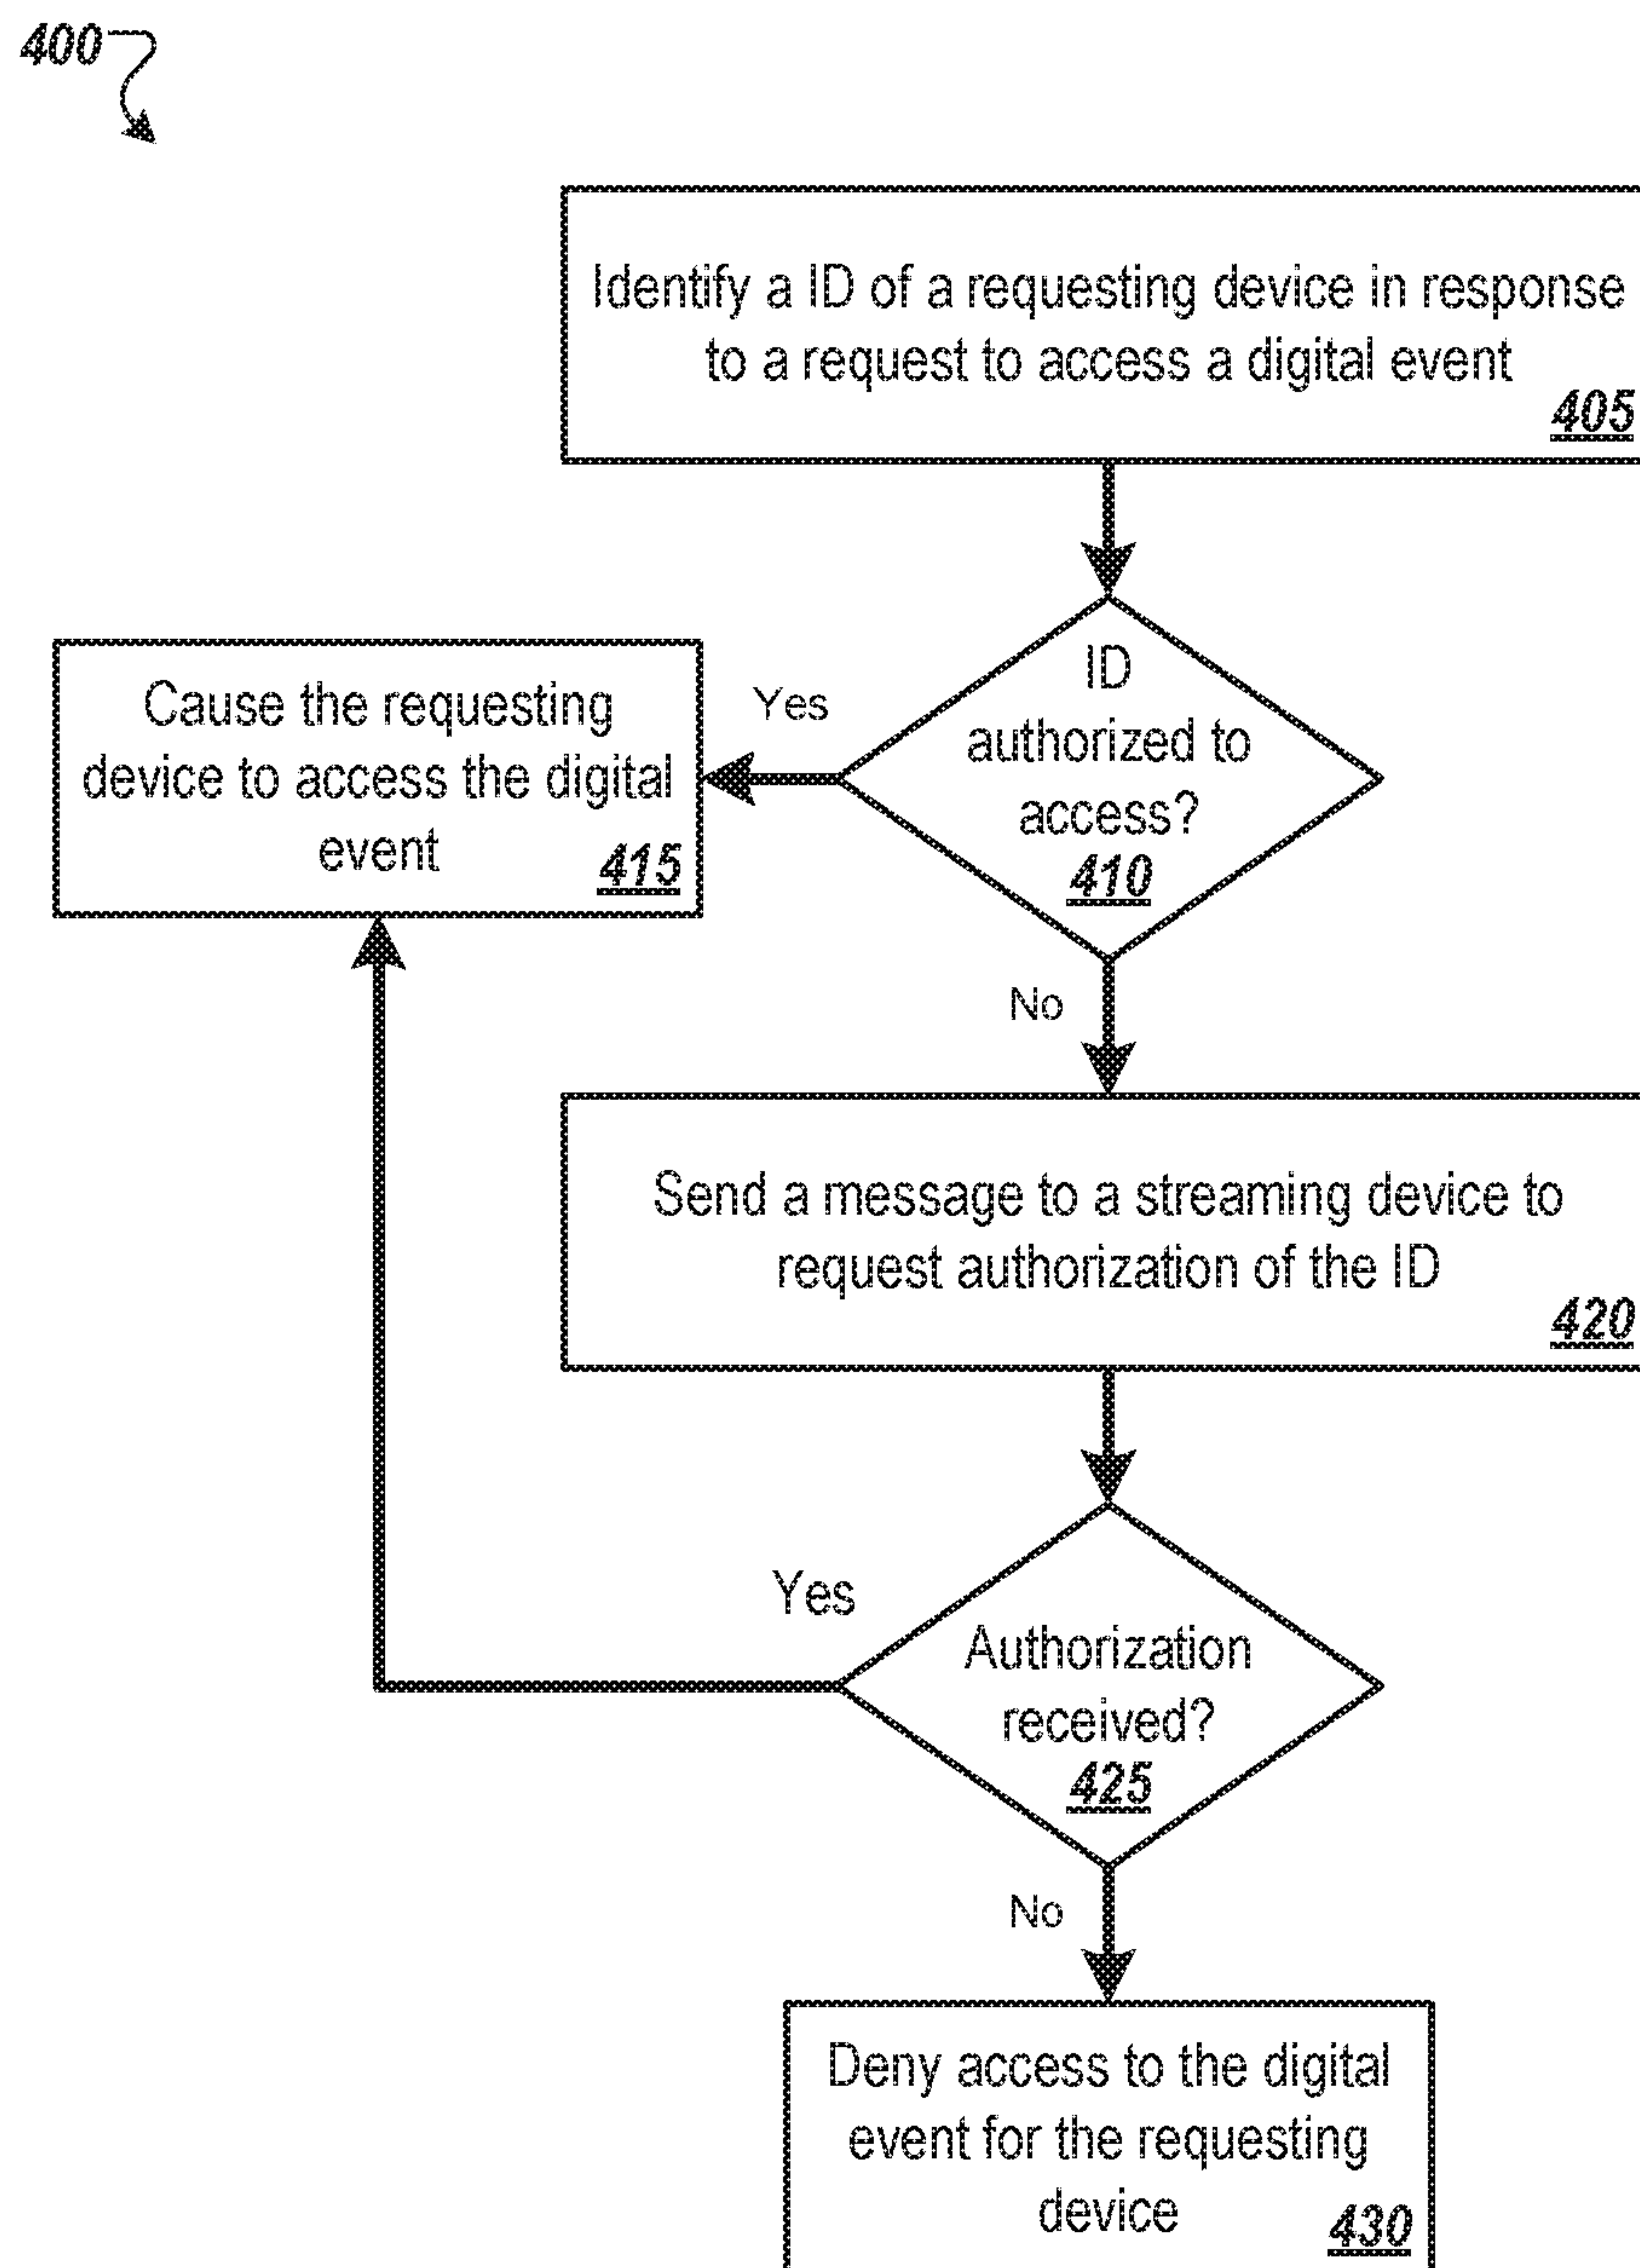 400
Identify a ID of a requesting device in response
to a request to access a digital event
405
ID
authorized to
access?
410
Yes
Cause the requesting
device to access the digital
event
415
No
Send a message to a streaming device to
request authorization of the ID
420
Yes
Authorization
received?
425
No
Deny access to the digital
event for the requesting
device
430